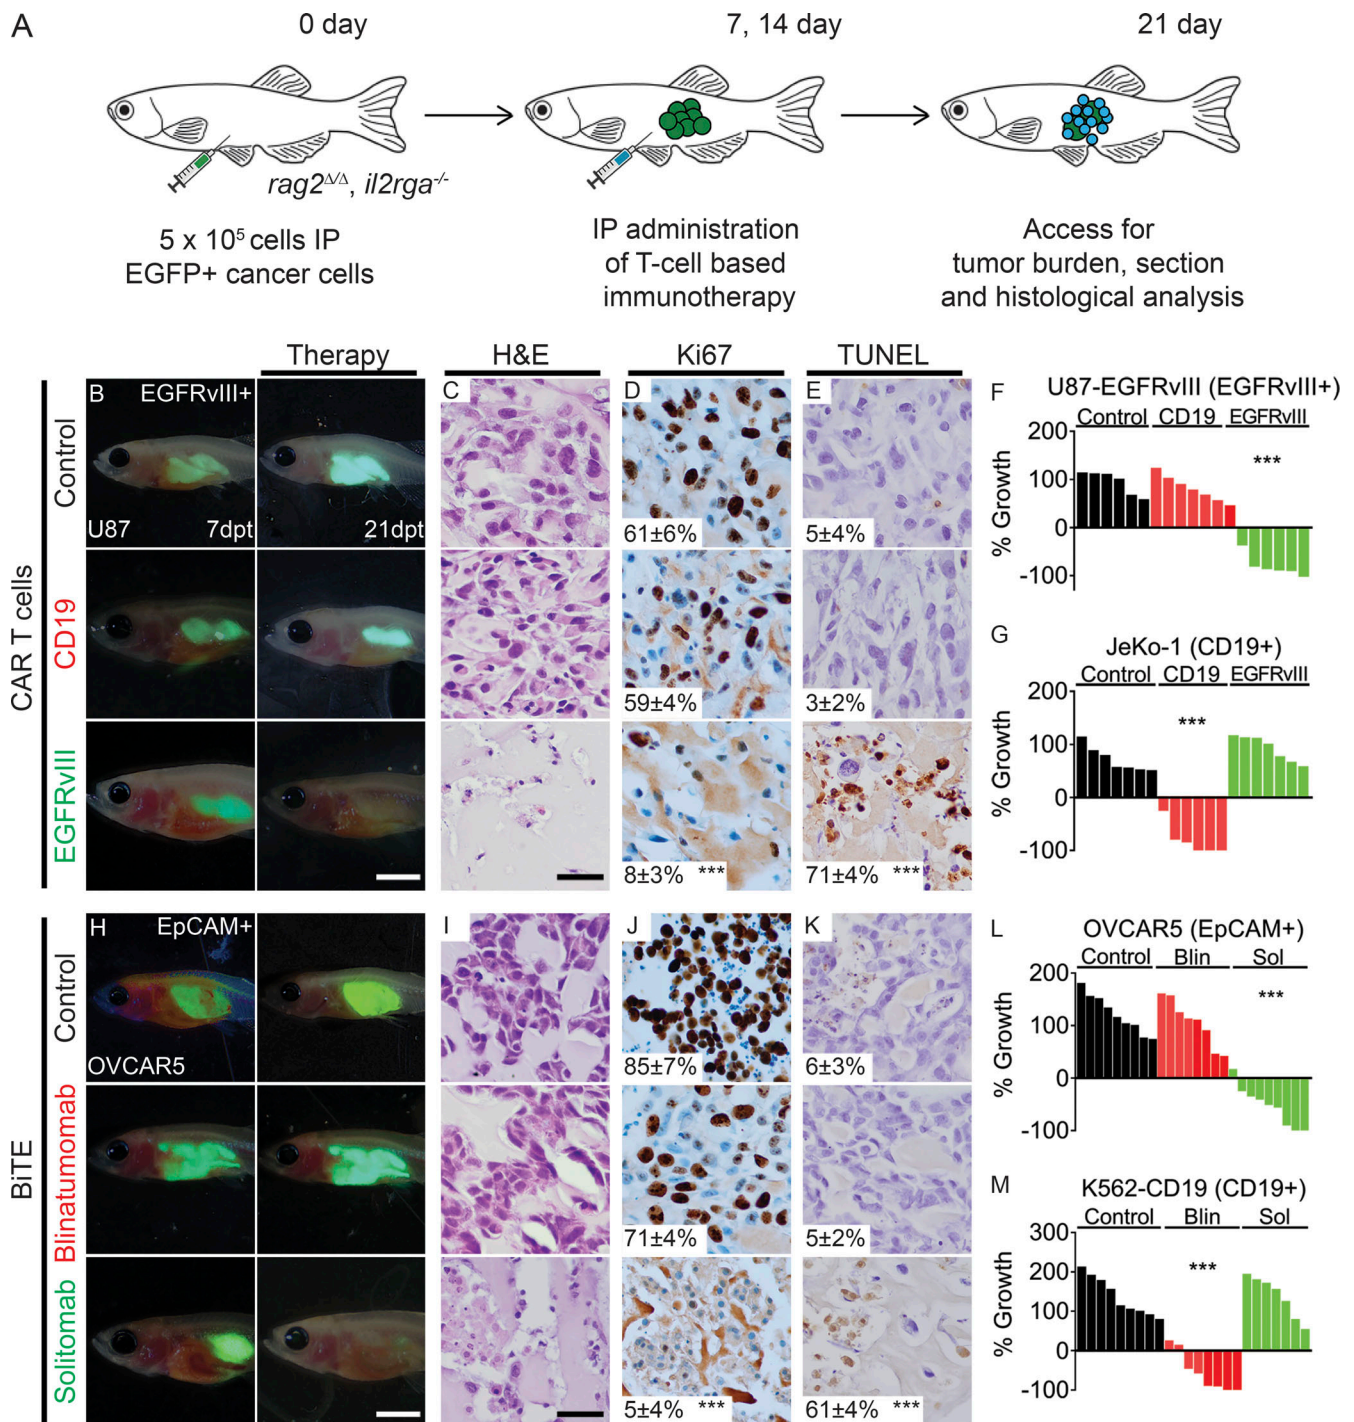 A
0 day
7, 14 day
21 day
rag2Δ/Δ, il2rga-/-
5 x 10⁵ cells IP
EGFP+ cancer cells
IP administration
of T-cell based
immunotherapy
Access for
tumor burden, section
and histological analysis
Therapy
H&E
Ki67
TUNEL
CAR T cells
Control
B
EGFRvIII+
U87
7dpt
21dpt
C
D
61±6%
E
5±4%
CD19
59±4%
3±2%
EGFRvIII
8±3% ***
71±4% ***
F
U87-EGFRvIII (EGFRvIII+)
Control CD19 EGFRvIII
% Growth
200
100
0
-100
***
G
JeKo-1 (CD19+)
Control CD19 EGFRvIII
% Growth
200
100
0
-100
***
BiTE
Control
H
EpCAM+
OVCAR5
I
J
85±7%
K
6±3%
Blinatumomab
71±4%
5±2%
Solitomab
5±4% ***
61±4% ***
L
OVCAR5 (EpCAM+)
Control Blin Sol
% Growth
200
100
0
-100
***
M
K562-CD19 (CD19+)
Control Blin Sol
% Growth
300
200
100
0
-100
***